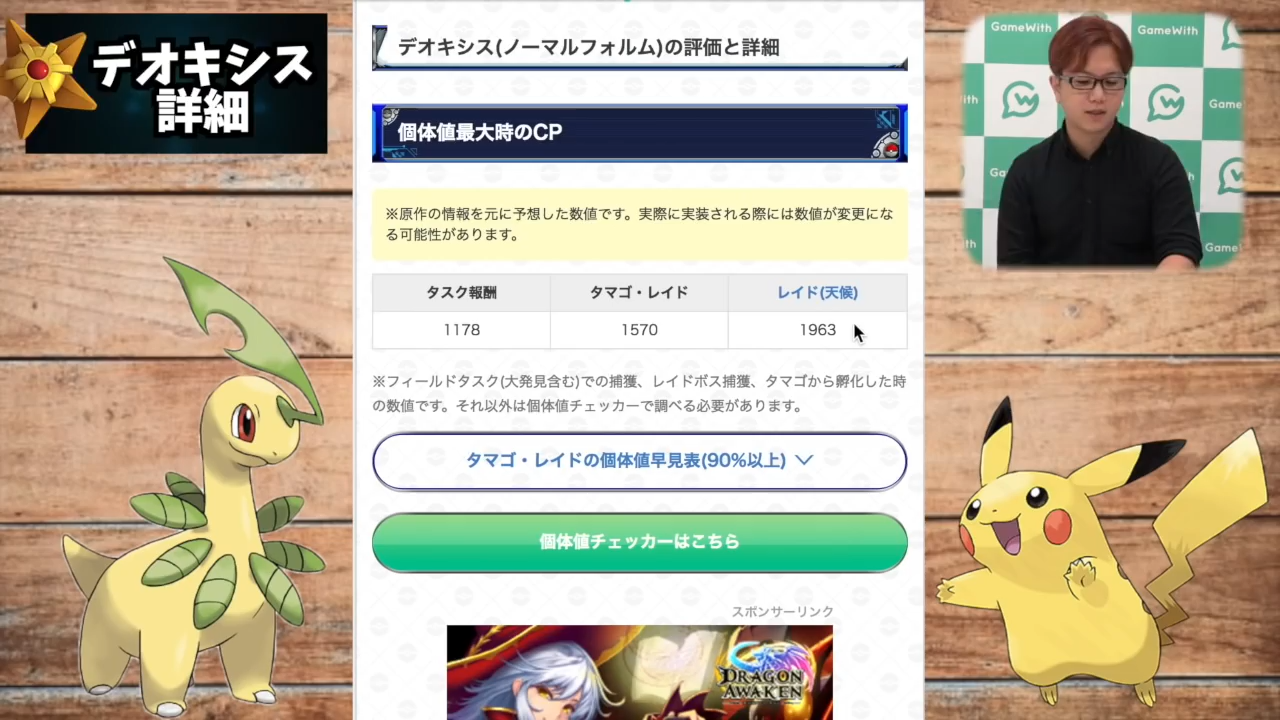 デオキシス
詳細
デオキシス(ノーマルフォルム)の評価と詳細
個体値最大時のCP
※原作の情報を元に予想した数値です。実際に実装される際には数値が変更にな
る可能性があります。
タスク報酬 タマゴ・レイド レイド(天候)
1178 1570 1963
※フィールドタスク(大発見含む)での捕獲、レイドボス捕獲、タマゴから孵化した時
の数値です。それ以外は個体値チェッカーで調べる必要があります。
タマゴ・レイドの個体値早見表(90%以上)
個体値チェッカーはこちら
スポンサーリンク
DRAGON
AWAKEN
GameWith GameWith
ith Game
Ga h
th GameW